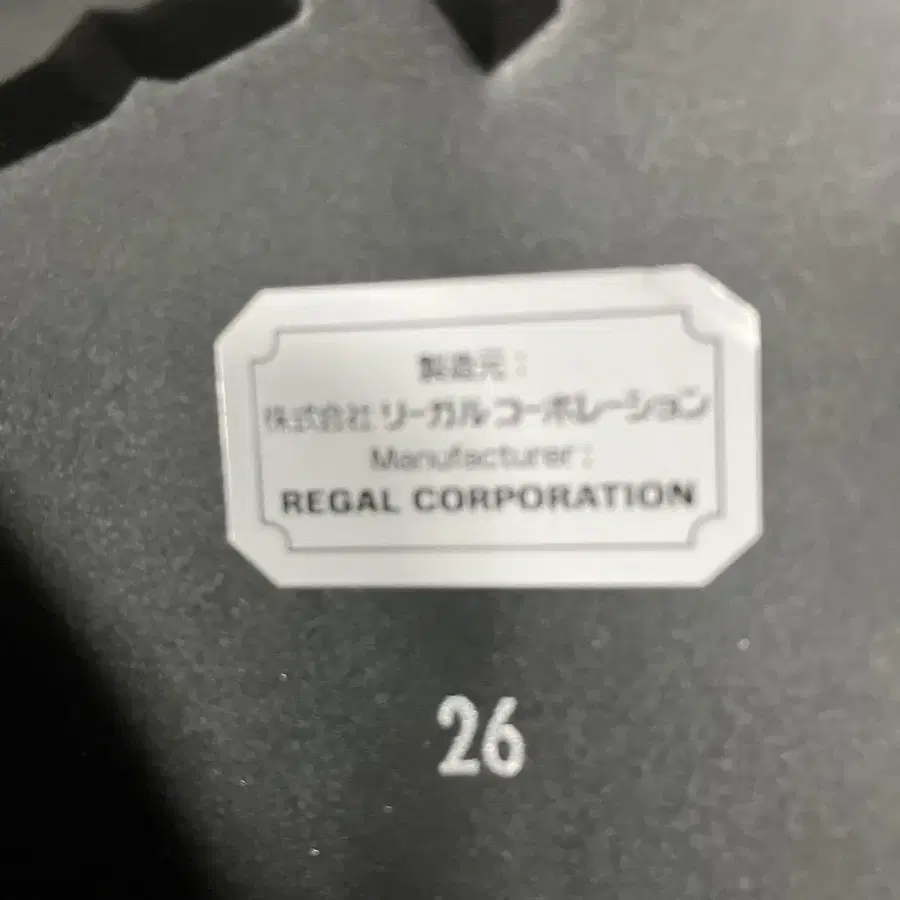 製造元：
株式会社 リーガル コーポレーション
Manufacturer：
REGAL CORPORATION
26